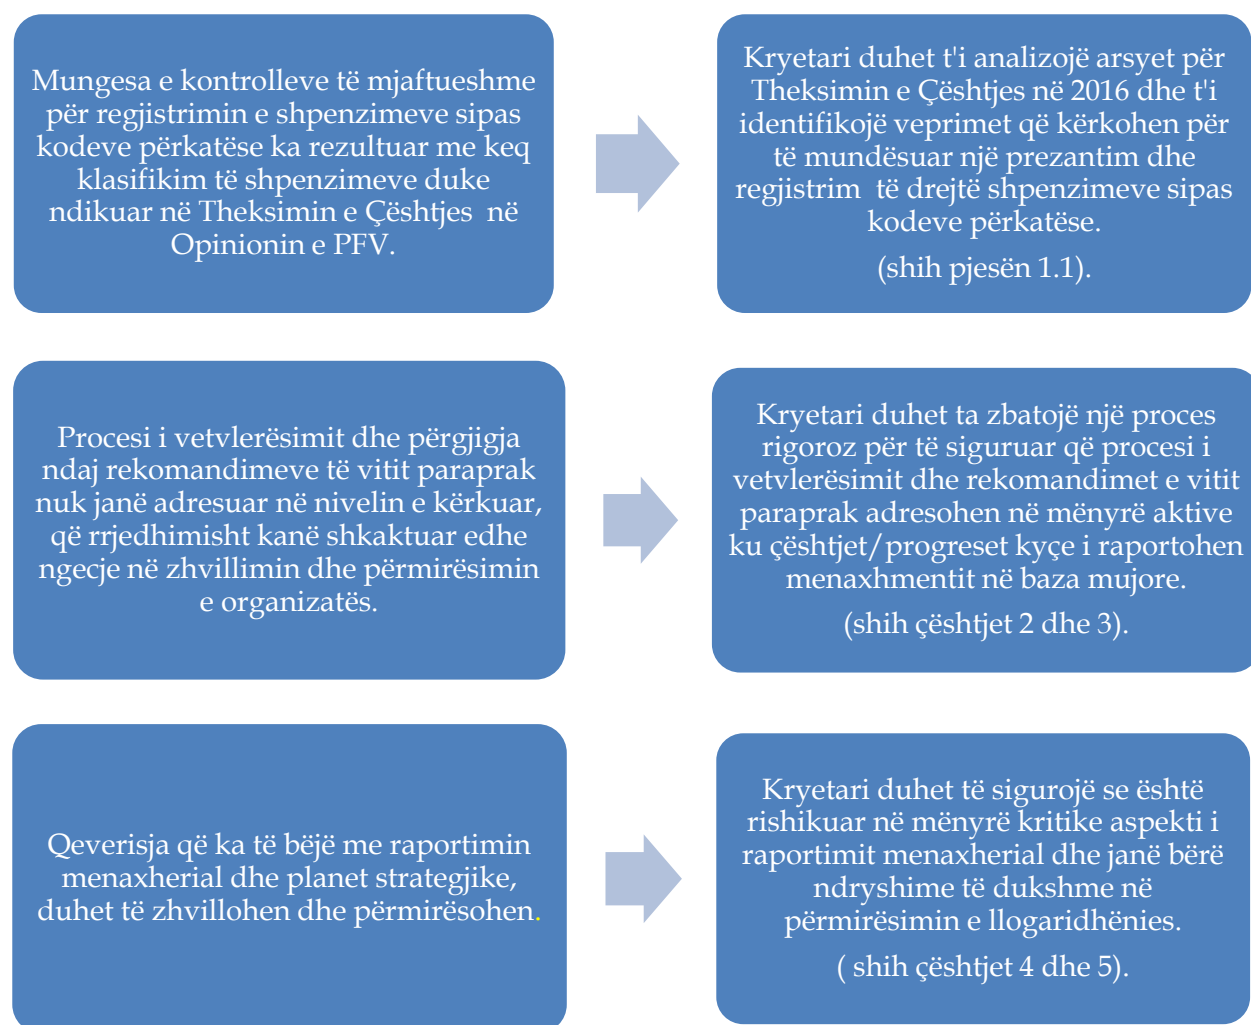 Mungesa e kontrolleve të mjaftueshme
për regjistrimin e shpenzimeve sipas
kodeve përkatëse ka rezultuar me keq
klasifikim të shpenzimeve duke
ndikuar në Theksimin e Çështjes në
Opinionin e PFV.
Kryetari duhet t'i analizojë arsyet për
Theksimin e Çështjes në 2016 dhe t'i
identifikojë veprimet që kërkohen për
të mundësuar një prezantim dhe
regjistrim të drejtë shpenzimeve sipas
kodeve përkatëse.
(shih pjesën 1.1).
Procesi i vetvlerësimit dhe përgjigja
ndaj rekomandimeve të vitit paraprak
nuk janë adresuar në nivelin e kërkuar,
që rrjedhimisht kanë shkaktuar edhe
ngecje në zhvillimin dhe përmirësimin
e organizatës.
Kryetari duhet ta zbatojë një proces
rigoroz për të siguruar që procesi i
vetvlerësimit dhe rekomandimet e vitit
paraprak adresohen në mënyrë aktive
ku çështjet/progreset kyçe i raportohen
menaxhmentit në baza mujore.
(shih çështjet 2 dhe 3).
Qeverisja që ka të bëjë me raportimin
menaxherial dhe planet strategjike,
duhet të zhvillohen dhe përmirësohen.
Kryetari duhet të sigurojë se është
rishikuar në mënyrë kritike aspekti i
raportimit menaxherial dhe janë bërë
ndryshime të dukshme në
përmirësimin e llogaridhënies.
( shih çështjet 4 dhe 5).